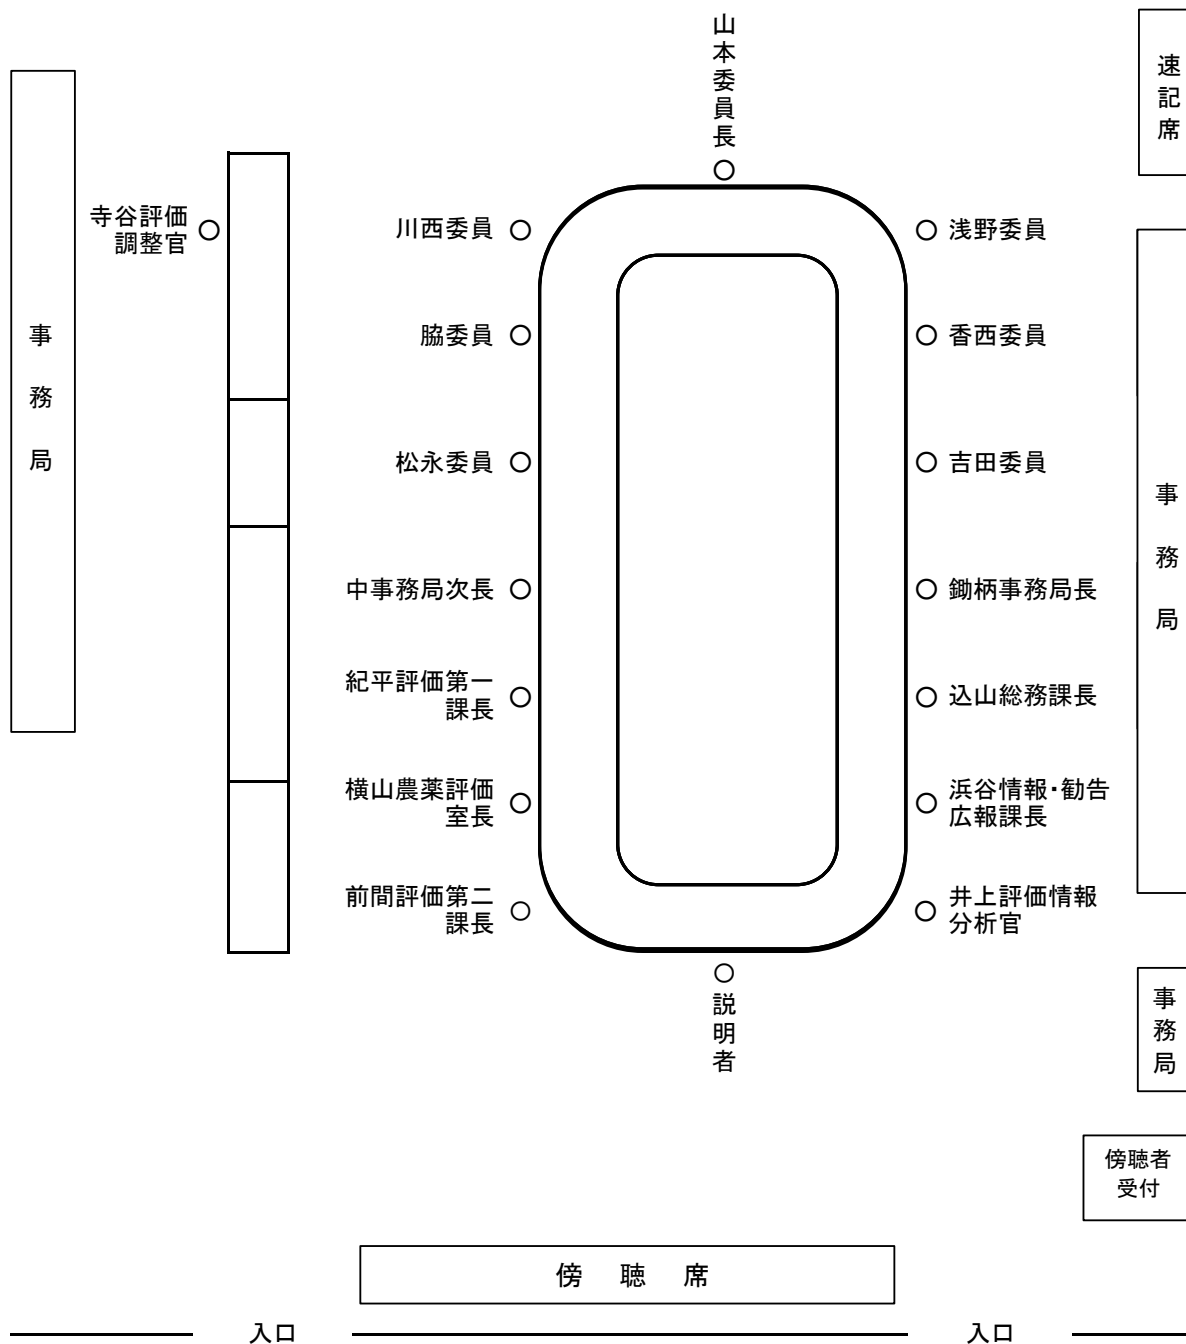 山本委員長
速記席
寺谷評価
調整官
川西委員
浅野委員
事務局
脇委員
香西委員
松永委員
吉田委員
事務局
中事務局次長
鋤柄事務局長
紀平評価第一
課長
込山総務課長
横山農薬評価
室長
浜谷情報・勧告
広報課長
前間評価第二
課長
井上評価情報
分析官
説明者
事務局
傍聴者
受付
傍聴席
入口
入口